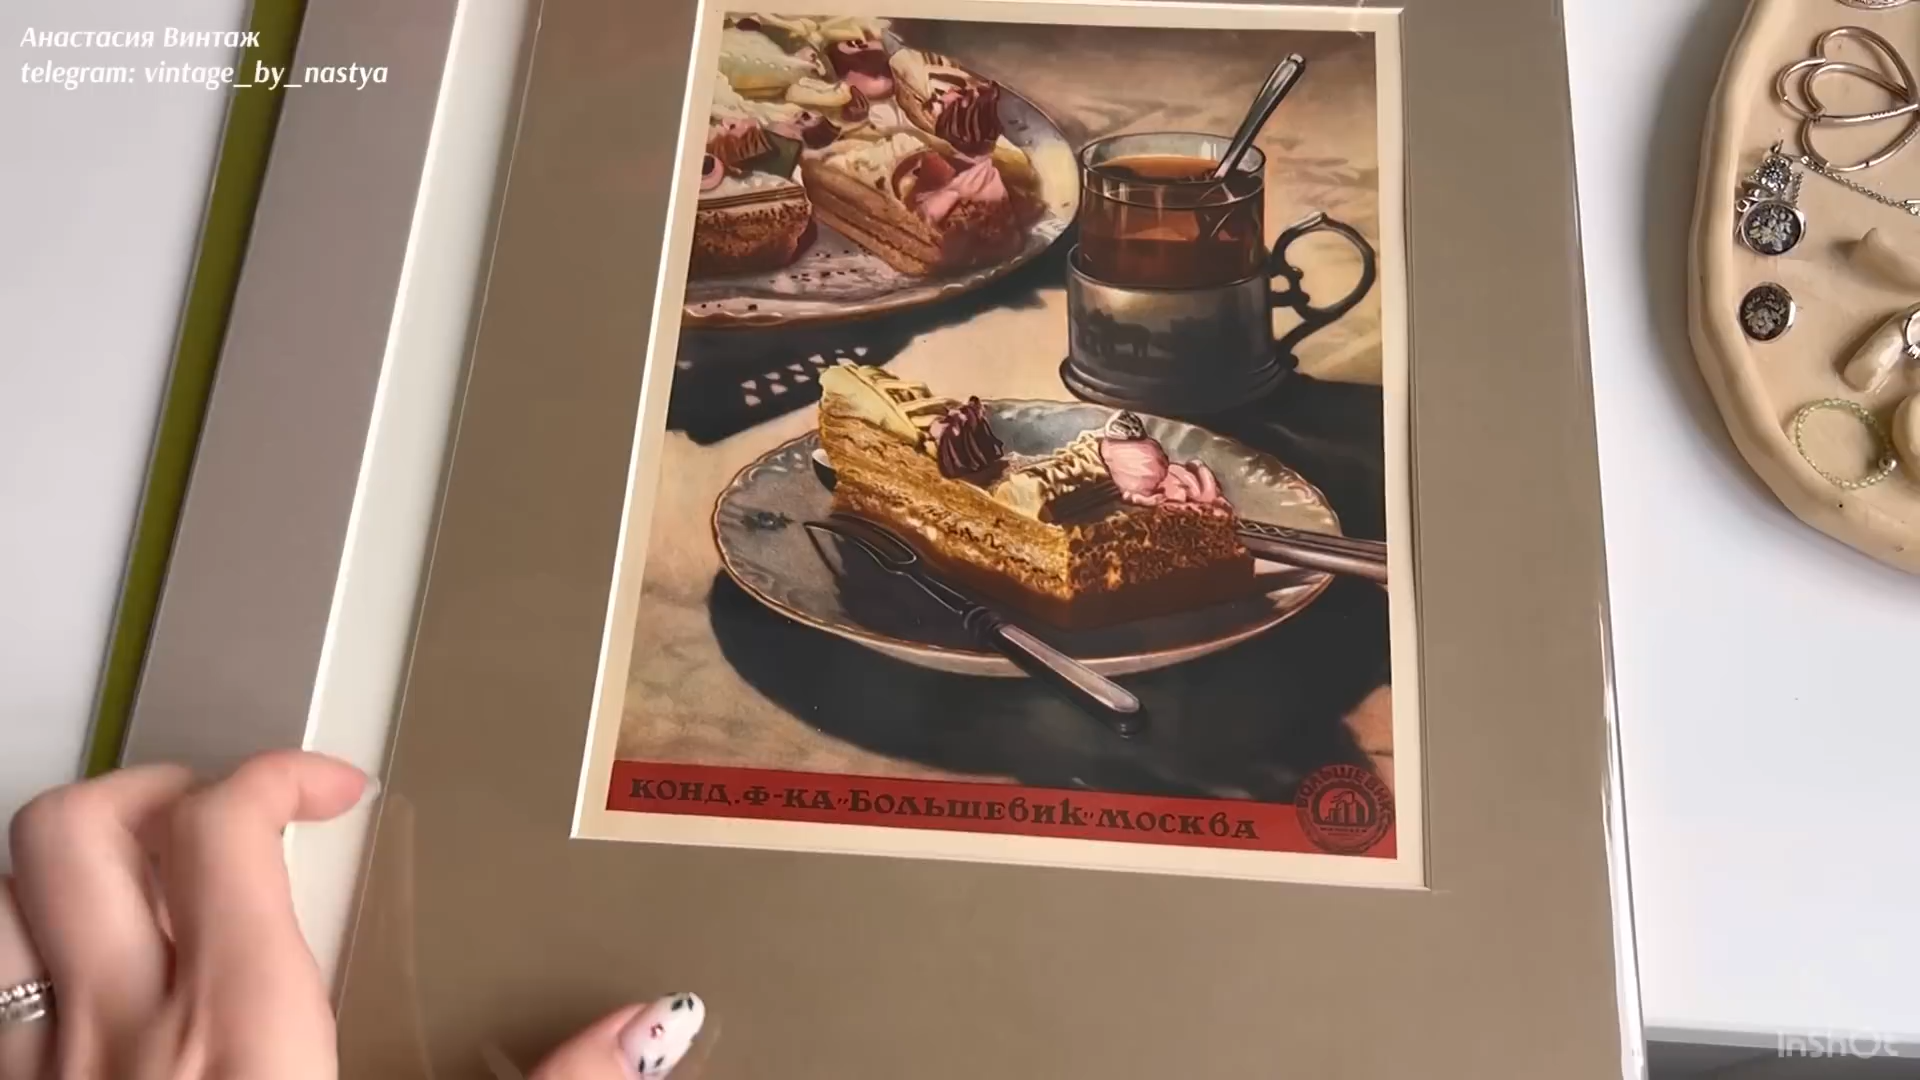 Анастасия Винтаж
telegram: vintage_by_nastya
КОНД.Ф-КА "БОЛЬШЕВИК" МОСКВА
БОЛЬШЕВИК
InShOt